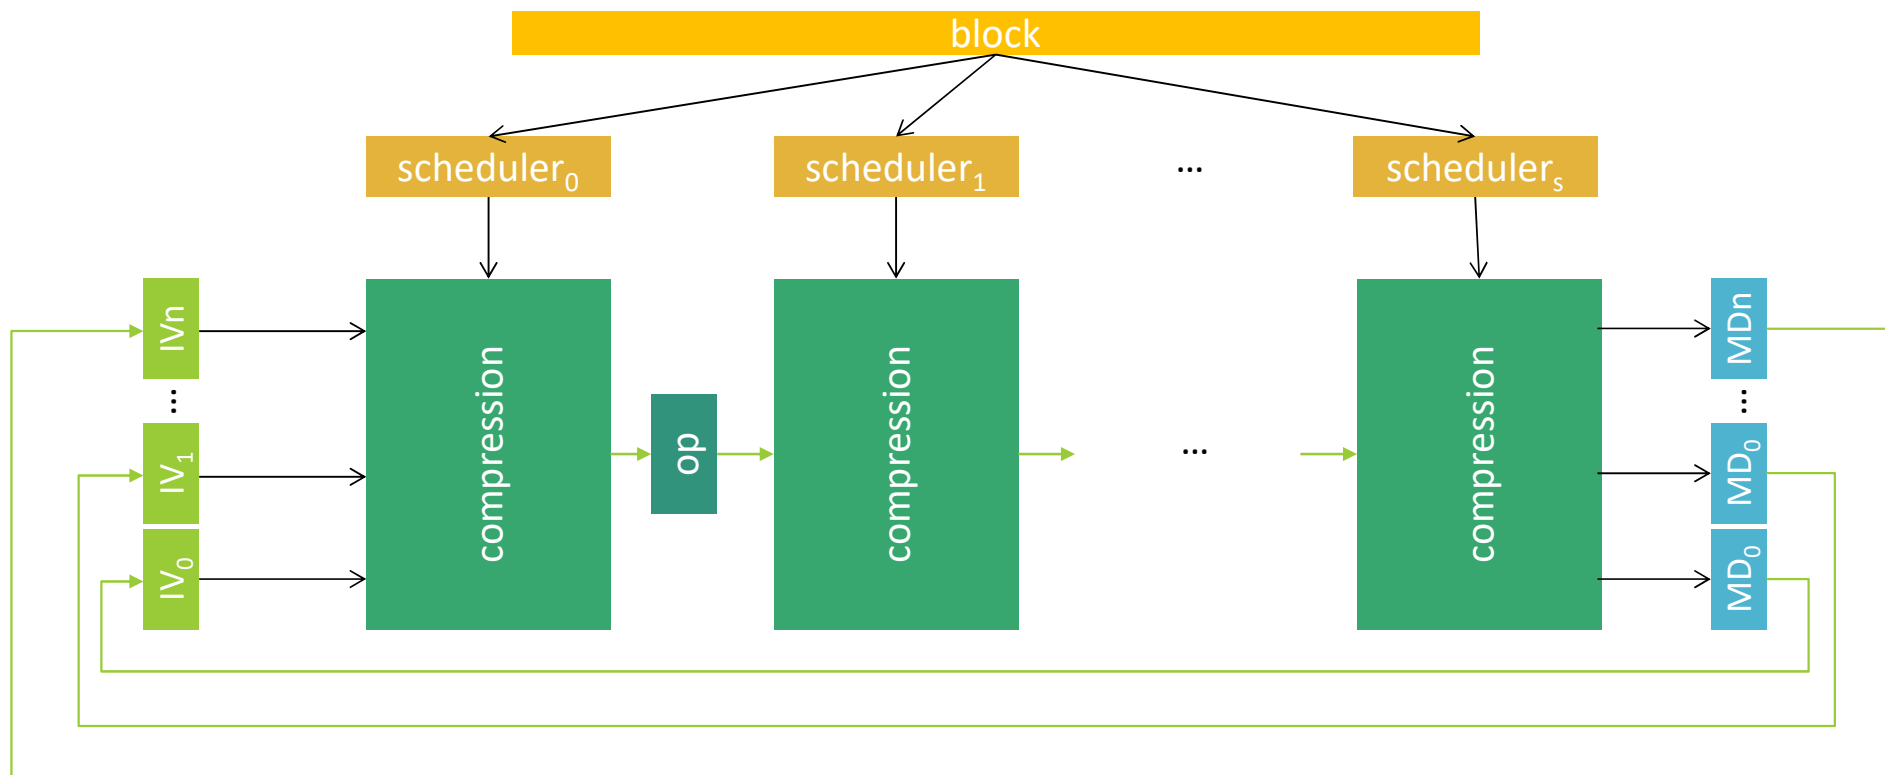 block
scheduler₀
scheduler₁
...
schedulerₛ
IVn
...
IV₁
IV₀
compression
op
compression
...
compression
MDn
...
MD₀
MD₀